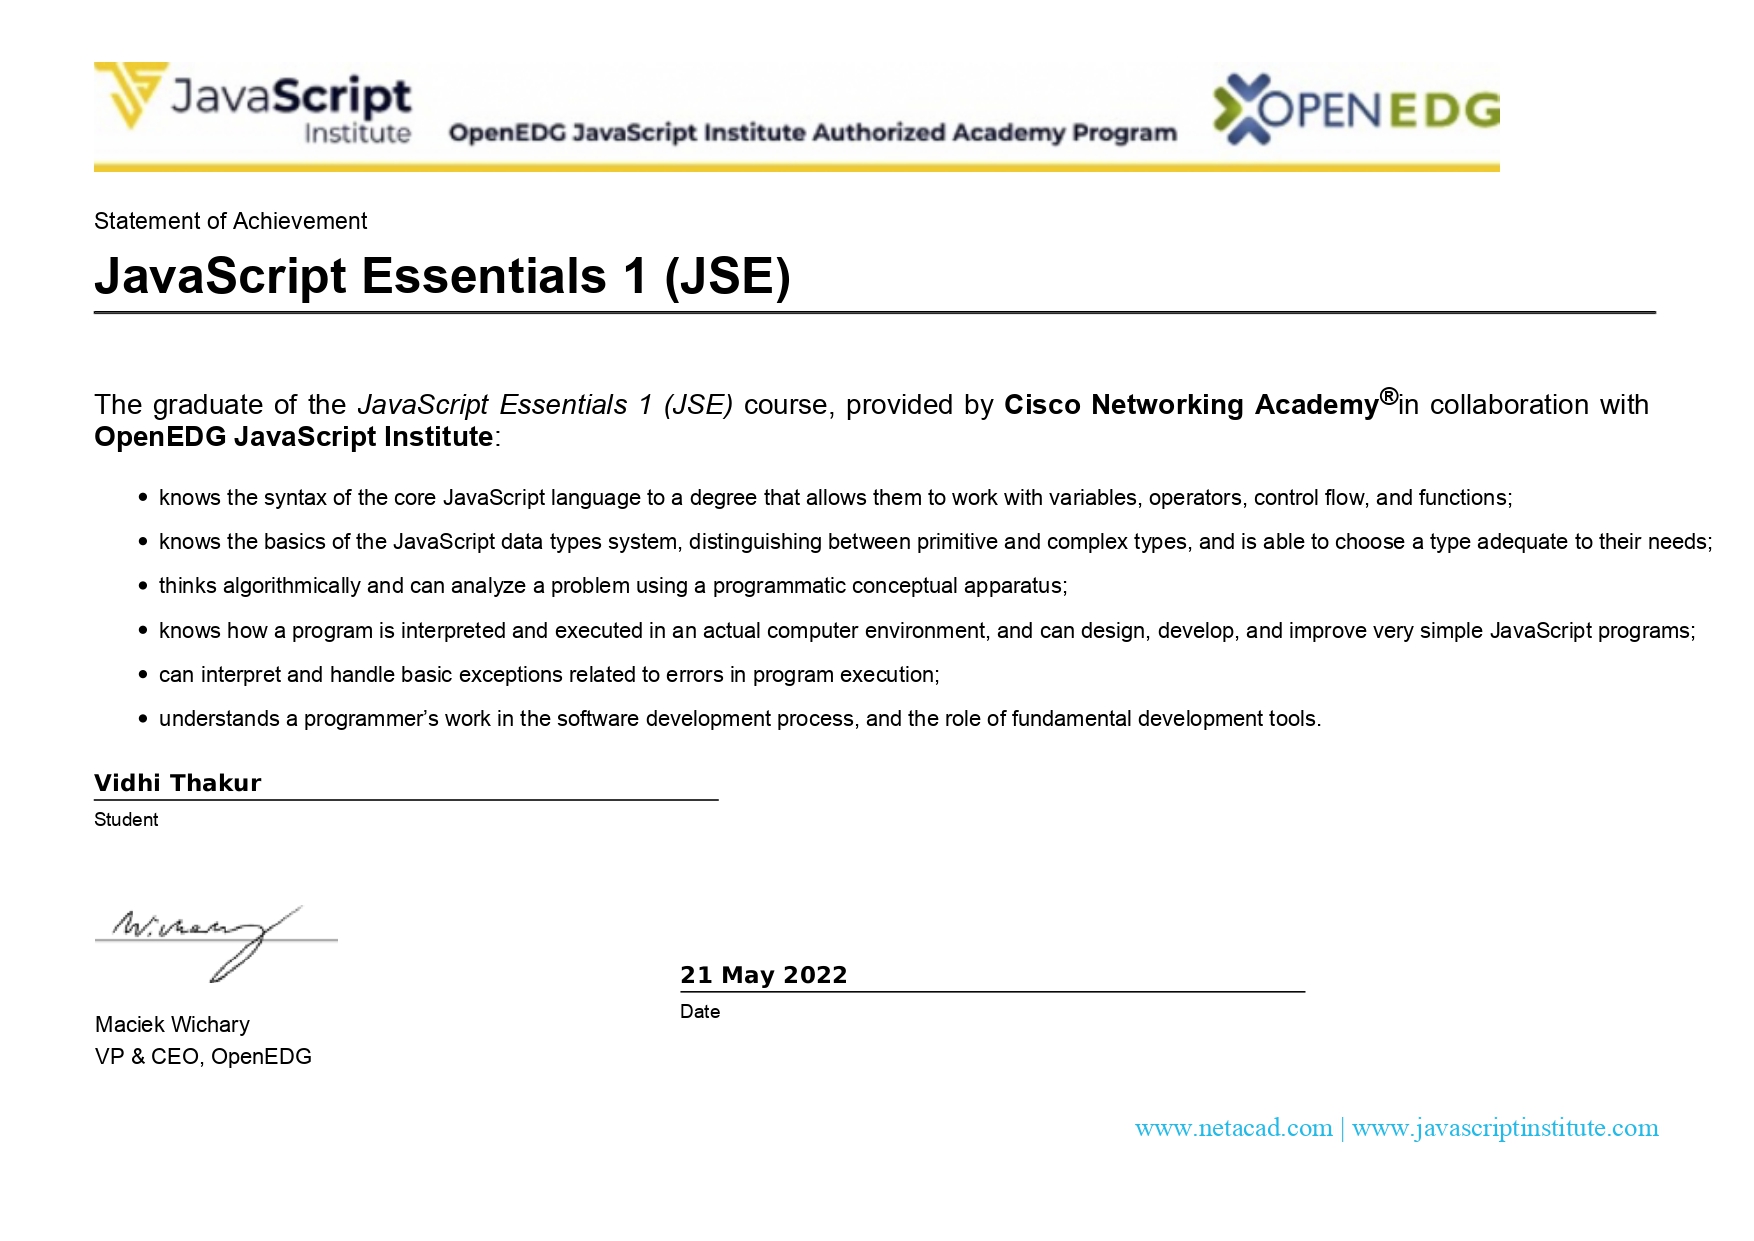 JavaScript
Institute
OpenEDG JavaScript Institute Authorized Academy Program
OPENEDG
Statement of Achievement
JavaScript Essentials 1 (JSE)
The graduate of the JavaScript Essentials 1 (JSE) course, provided by Cisco Networking Academy®in collaboration with
OpenEDG JavaScript Institute:
• knows the syntax of the core JavaScript language to a degree that allows them to work with variables, operators, control flow, and functions;
• knows the basics of the JavaScript data types system, distinguishing between primitive and complex types, and is able to choose a type adequate to their needs;
• thinks algorithmically and can analyze a problem using a programmatic conceptual apparatus;
• knows how a program is interpreted and executed in an actual computer environment, and can design, develop, and improve very simple JavaScript programs;
• can interpret and handle basic exceptions related to errors in program execution;
• understands a programmer’s work in the software development process, and the role of fundamental development tools.
Vidhi Thakur
Student
Wichary
21 May 2022
Date
Maciek Wichary
VP & CEO, OpenEDG
www.netacad.com | www.javascriptinstitute.com